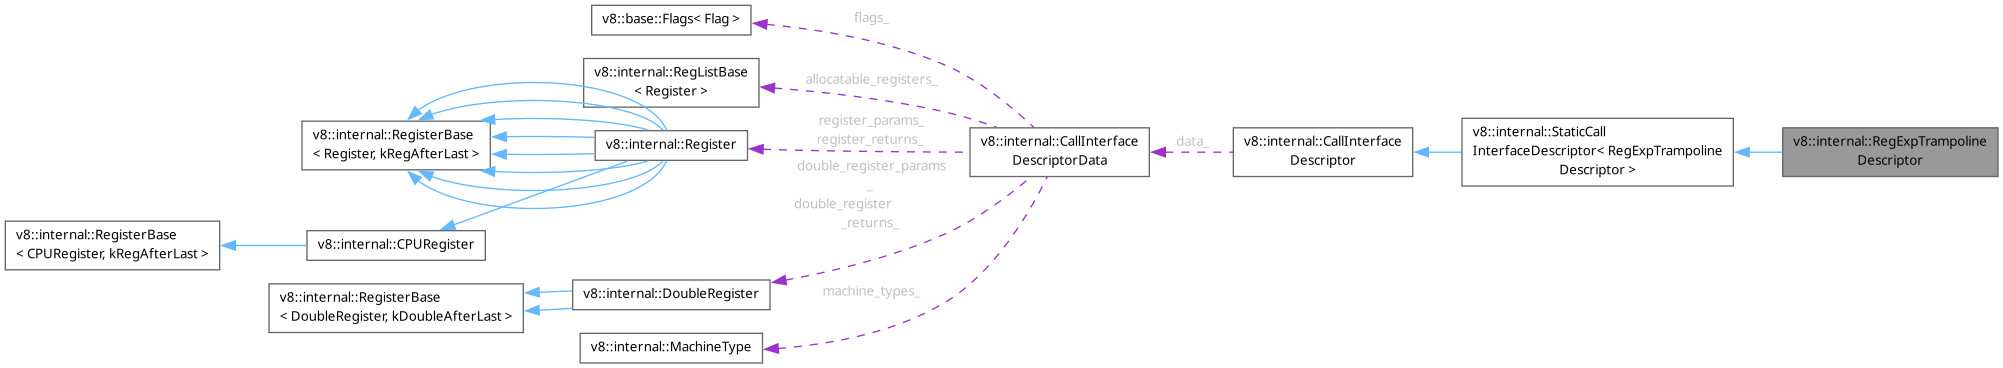 v8::base::Flags< Flag >
flags_
v8::internal::RegListBase
< Register >
allocatable_registers_
v8::internal::RegisterBase
< Register, kRegAfterLast >
v8::internal::Register
register_params_
register_returns_
v8::internal::CallInterface
DescriptorData
data_
v8::internal::CallInterface
Descriptor
v8::internal::StaticCall
InterfaceDescriptor< RegExpTrampoline
Descriptor >
v8::internal::RegExpTrampoline
Descriptor
double_register_params
_
double_register
_returns_
v8::internal::RegisterBase
< CPURegister, kRegAfterLast >
v8::internal::CPURegister
v8::internal::RegisterBase
< DoubleRegister, kDoubleAfterLast >
v8::internal::DoubleRegister
machine_types_
v8::internal::MachineType